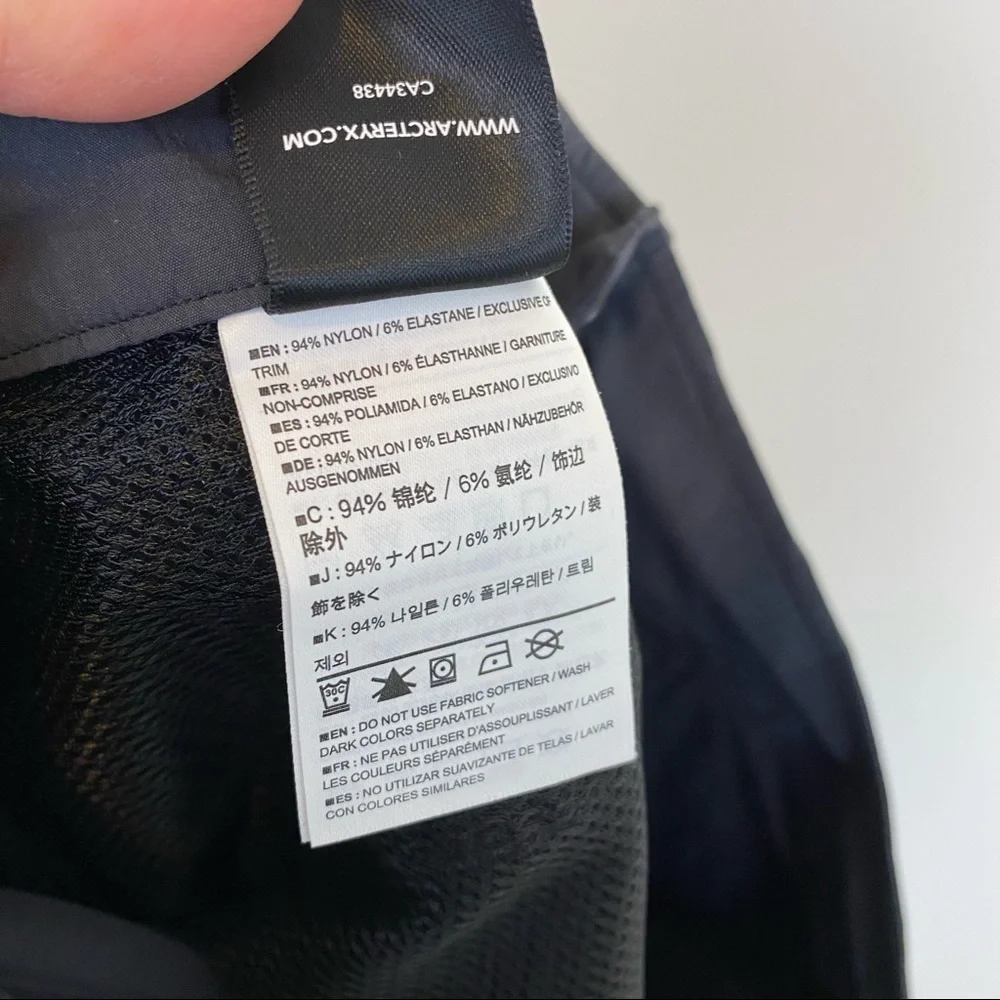 CA34438
WWW.ARCTERYX.COM
EN : 94% NYLON / 6% ELASTANE / EXCLUSIVE OF
TRIM
FR : 94% NYLON / 6% ÉLASTHANNE / GARNITURE
NON-COMPRISE
ES : 94% POLIAMIDA / 6% ELASTANO / EXCLUSIVO
DE CORTE
DE : 94% NYLON / 6% ELASTHAN / NÄHZUBEHÖR
AUSGENOMMEN
C : 94% 锦纶 / 6% 氨纶 / 饰边
除外
J : 94% ナイロン / 6% ポリウレタン / 装
飾を除く
K : 94% 나일론 / 6% 폴리우레탄 / 트림
제외
30C
EN : DO NOT USE FABRIC SOFTENER / WASH
DARK COLORS SEPARATELY
FR : NE PAS UTILISER D'ASSOUPLISSANT / LAVER
LES COULEURS SÉPARÉMENT
ES : NO UTILIZAR SUAVIZANTE DE TELAS / LAVAR
CON COLORES SIMILARES